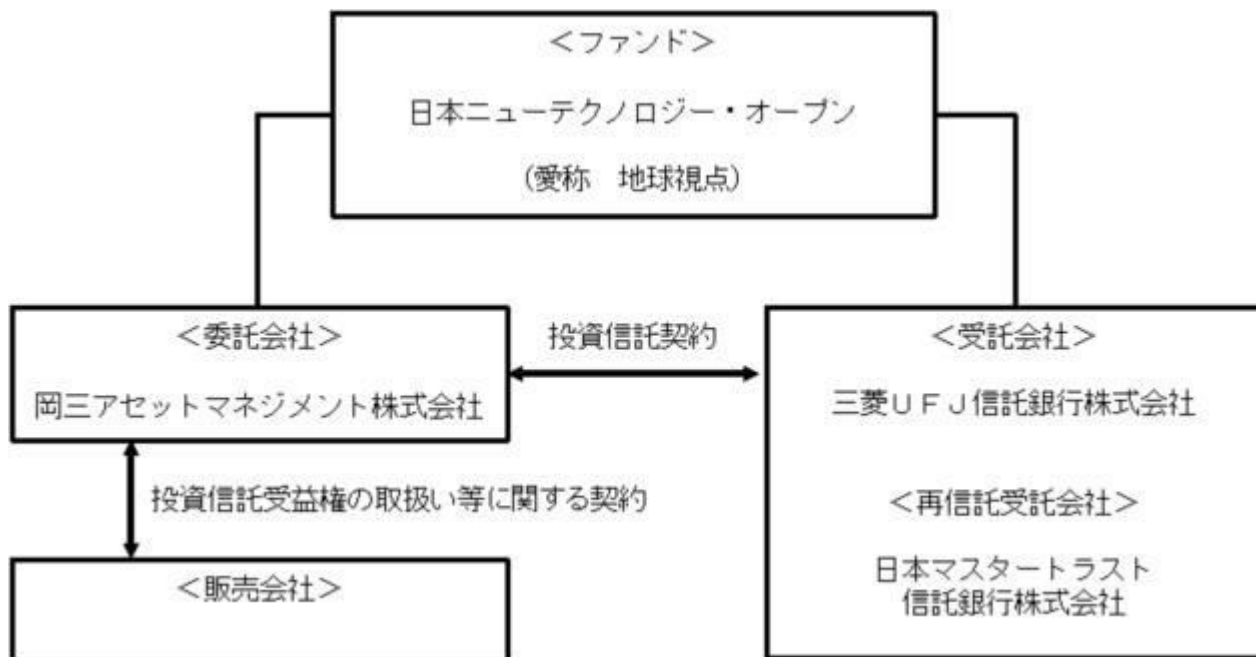 ＜ファンド＞
日本ニューテクノロジー・オープン
（愛称　地球視点）
＜委託会社＞
岡三アセットマネジメント株式会社
投資信託契約
＜受託会社＞
三菱ＵＦＪ信託銀行株式会社
＜再信託受託会社＞
日本マスタートラスト
信託銀行株式会社
投資信託受益権の取扱い等に関する契約
＜販売会社＞